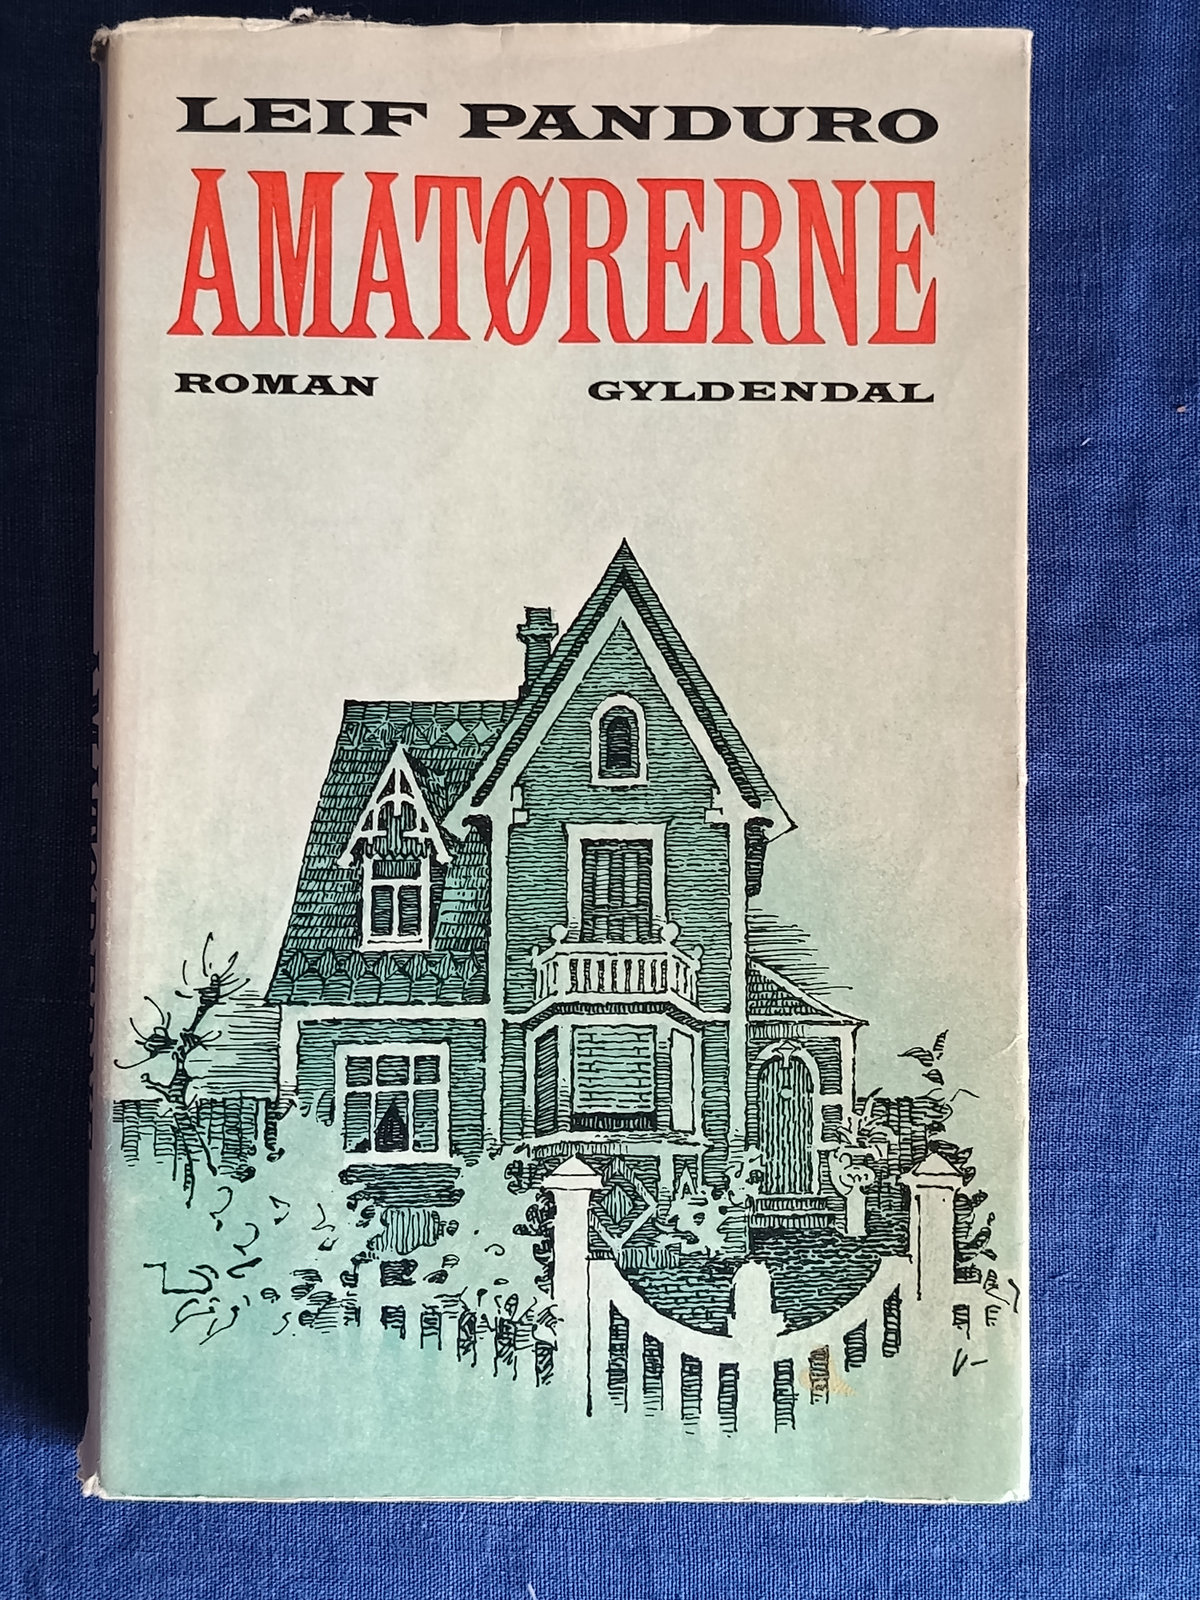 LEIF PANDURO
AMATØRERNE
ROMAN GYLDENDAL